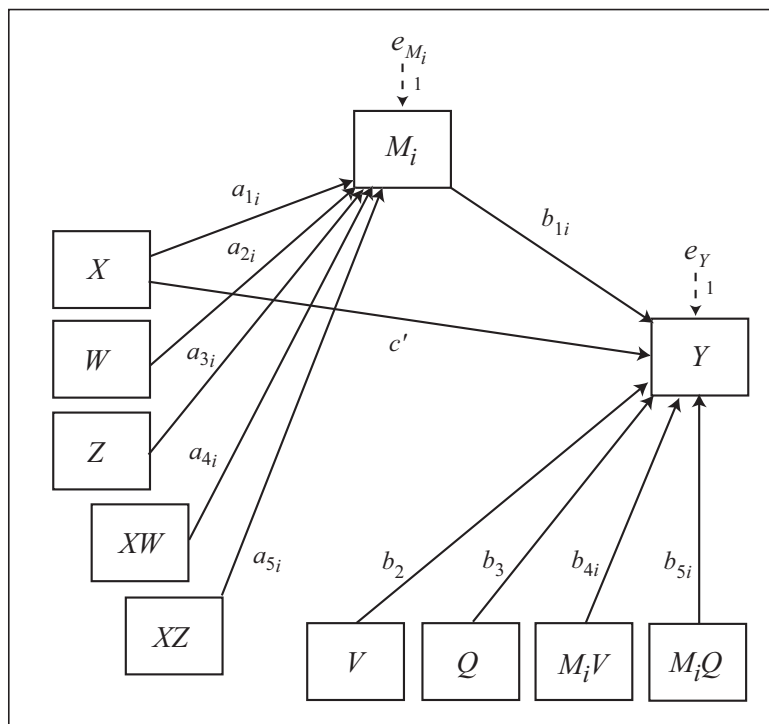 e_{M_i}
1
M_i
a_{1i}
b_{1i}
a_{2i}
X
e_Y
1
W
a_{3i}
c′
Y
Z
a_{4i}
XW
a_{5i}
b_2
b_3
b_{4i}
b_{5i}
XZ
V
Q
M_iV
M_iQ